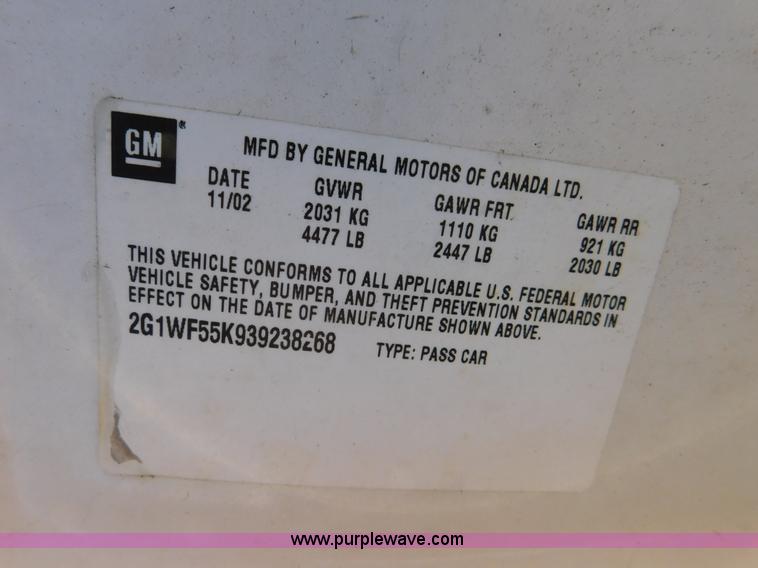 GM®
MFD BY GENERAL MOTORS OF CANADA LTD.
DATE GVWR GAWR FRT GAWR RR
11/02 2031 KG 1110 KG 921 KG
4477 LB 2447 LB 2030 LB
THIS VEHICLE CONFORMS TO ALL APPLICABLE U.S. FEDERAL MOTOR
VEHICLE SAFETY, BUMPER, AND THEFT PREVENTION STANDARDS IN
EFFECT ON THE DATE OF MANUFACTURE SHOWN ABOVE.
2G1WF55K939238268 TYPE: PASS CAR
www.purplewave.com